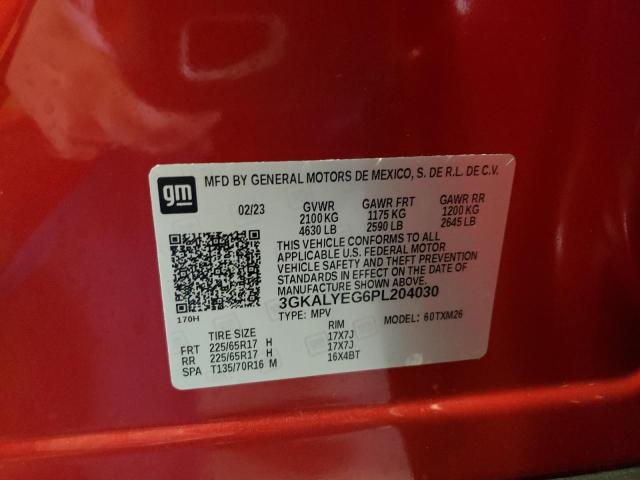 gm
MFD BY GENERAL MOTORS DE MEXICO, S. DE R.L. DE C.V.
02/23 GVWR GAWR FRT GAWR RR
2100 KG 1175 KG 1200 KG
4630 LB 2590 LB 2645 LB
THIS VEHICLE CONFORMS TO ALL
APPLICABLE U.S. FEDERAL MOTOR
VEHICLE SAFETY AND THEFT PREVENTION
STANDARDS IN EFFECT ON THE DATE OF
MANUFACTURE SHOWN ABOVE.
170H
3GKALYEG6PL204030
TYPE: MPV MODEL: 60TXM26
TIRE SIZE RIM
FRT 225/65R17 H 17X7J
RR 225/65R17 H 17X7J
SPA T135/70R16 M 16X4BT